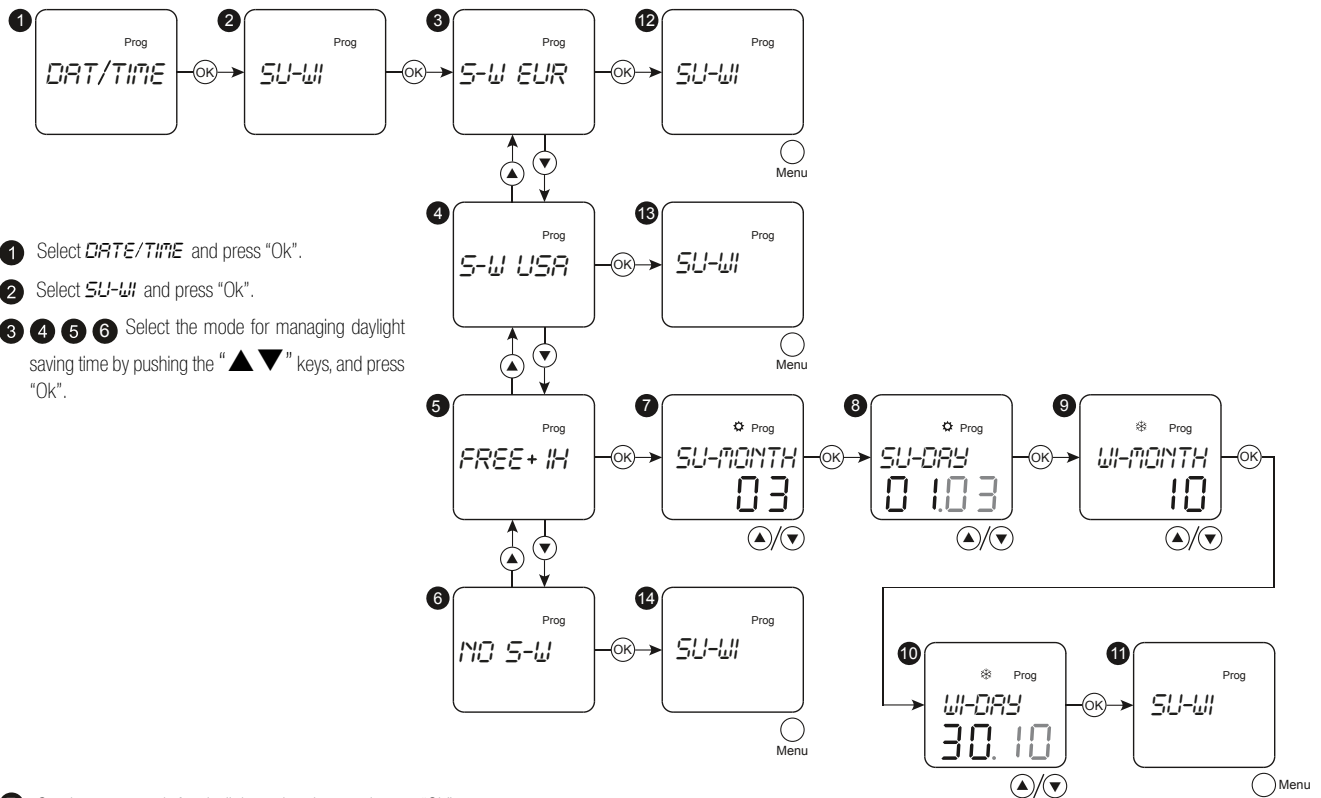 1 2 3 12
Prog Prog Prog Prog
DAT/TIME OK SU-WI OK S-W EUR OK SU-WI
Menu
4 13
Prog Prog
S-W USA OK SU-WI
Menu
1 Select DATE/TIME and press “Ok”.
2 Select SU-WI and press “Ok”.
3 4 5 6 Select the mode for managing daylight
saving time by pushing the “▲ ▼” keys, and press
“Ok”.
5 7 8 9
Prog Prog Prog Prog
FREE+1H OK SU-MONTH OK SU-DAY OK WI-MONTH OK
03 01.03 10
6 14
Prog Prog
NO S-W OK SU-WI
Menu
10 11
Prog Prog
WI-DAY OK SU-WI
30.10
Menu